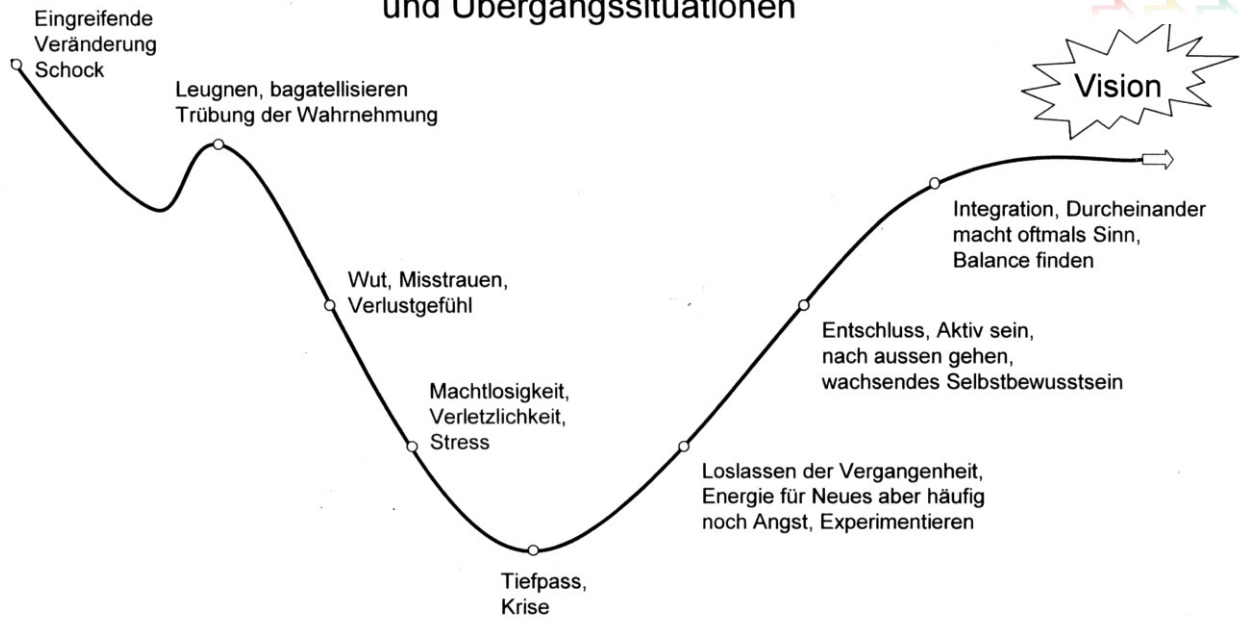 und Übergangssituationen
Eingreifende
Veränderung
Schock
Leugnen, bagatellisieren
Trübung der Wahrnehmung
Vision
Integration, Durcheinander
macht oftmals Sinn,
Balance finden
Wut, Misstrauen,
Verlustgefühl
Entschluss, Aktiv sein,
nach aussen gehen,
wachsendes Selbstbewusstsein
Machtlosigkeit,
Verletzlichkeit,
Stress
Loslassen der Vergangenheit,
Energie für Neues aber häufig
noch Angst, Experimentieren
Tiefpass,
Krise